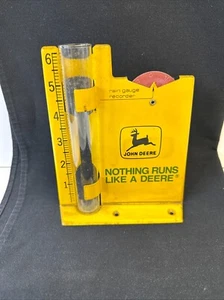 6
5
4
3
2
1
rain gauge
recorder
JOHN DEERE
NOTHING RUNS
LIKE A DEERE®